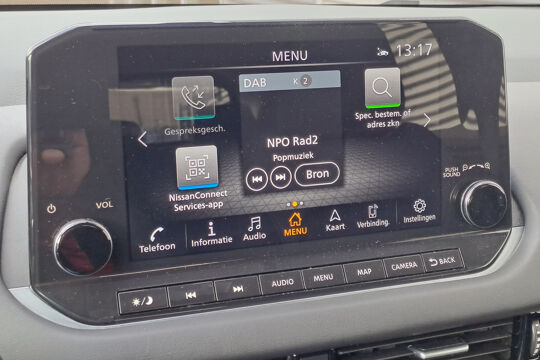 MENU
13:17
DAB K 2
Gespreksgesch.
Spec. bestem. of
adres zkn
NPO Rad2
Popmuziek
Bron
NissanConnect
Services-app
PUSH
SOUND
VOL
Telefoon
Informatie
Audio
MENU
Kaart
Verbinding.
Instellingen
AUDIO
MENU
MAP
CAMERA
BACK